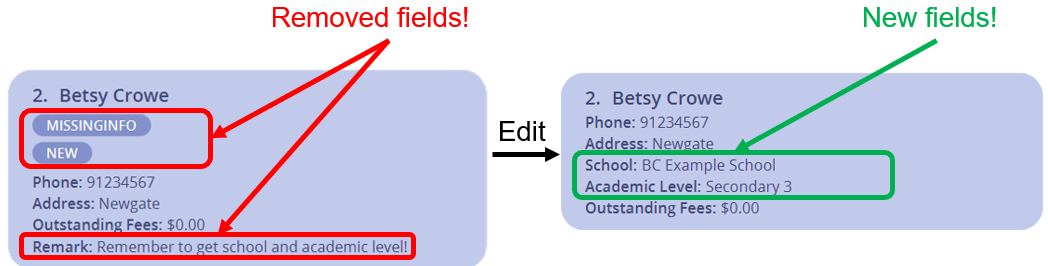 Removed fields!
New fields!
2. Betsy Crowe
MISSINGINFO
NEW
Phone: 91234567
Address: Newgate
Outstanding Fees: $0.00
Remark: Remember to get school and academic level!
Edit
2. Betsy Crowe
Phone: 91234567
Address: Newgate
School: BC Example School
Academic Level: Secondary 3
Outstanding Fees: $0.00